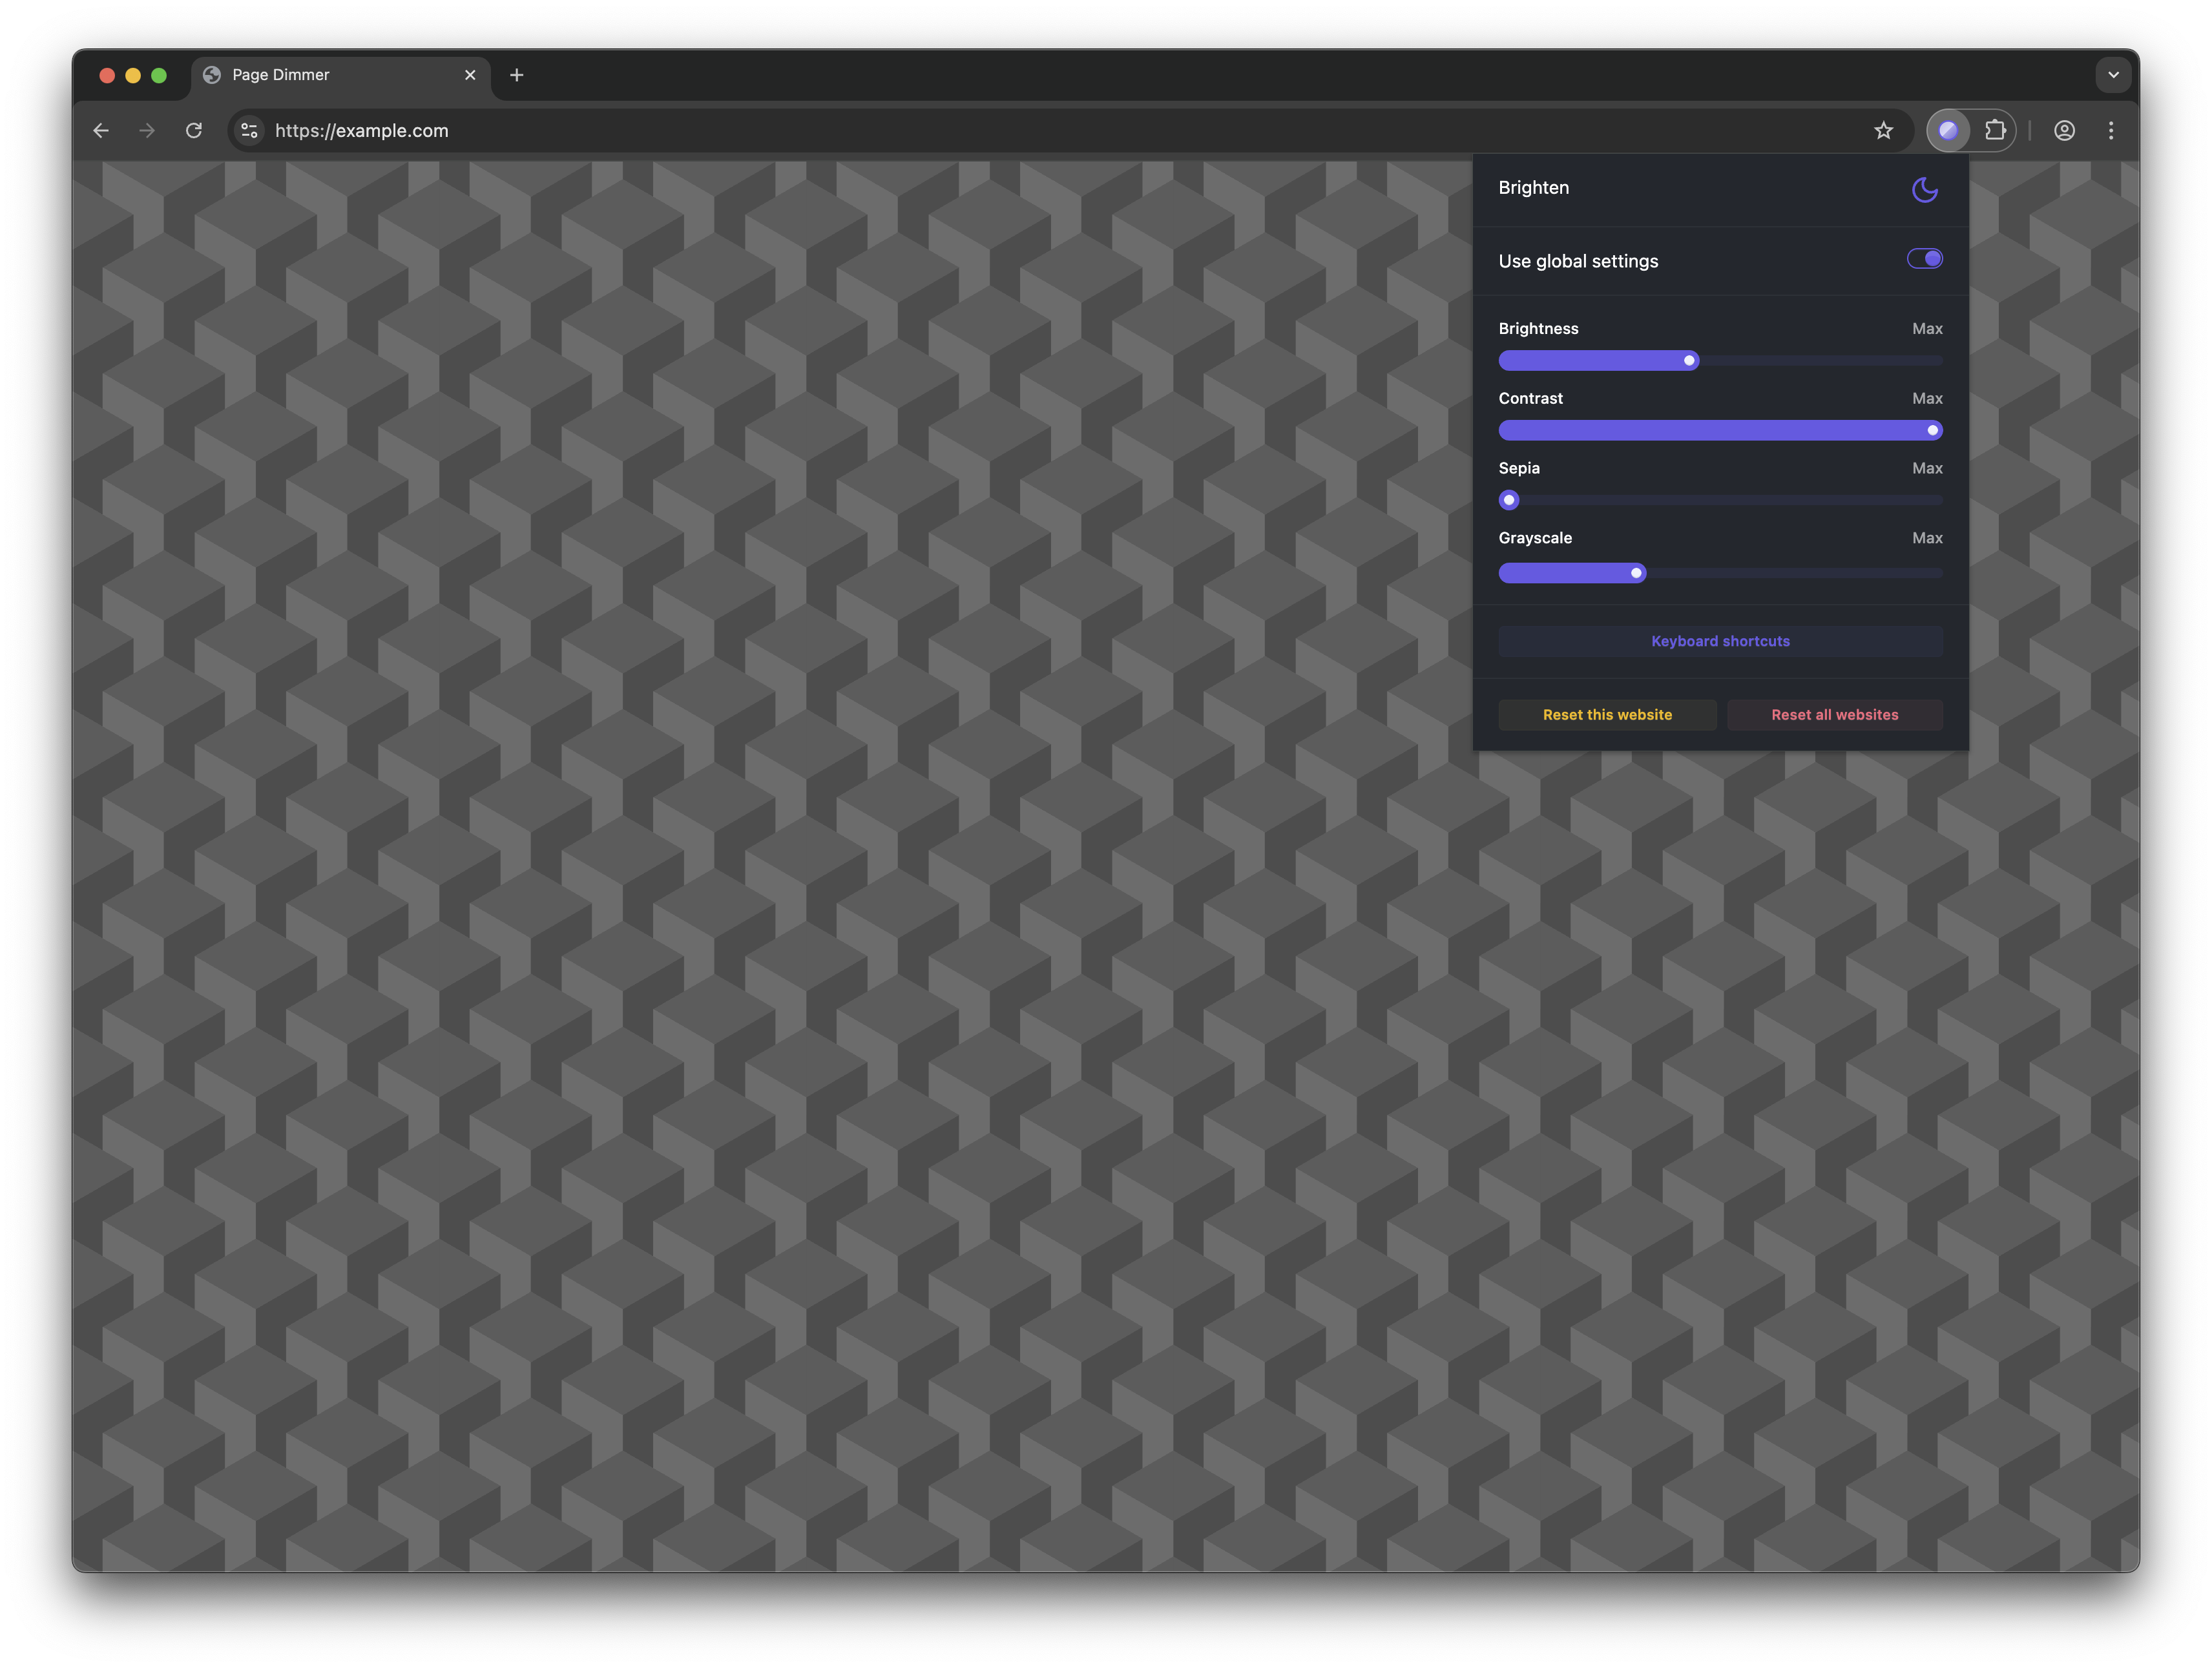 Page Dimmer
https://example.com
Brighten
Use global settings
Brightness Max
Contrast Max
Sepia Max
Grayscale Max
Keyboard shortcuts
Reset this website Reset all websites